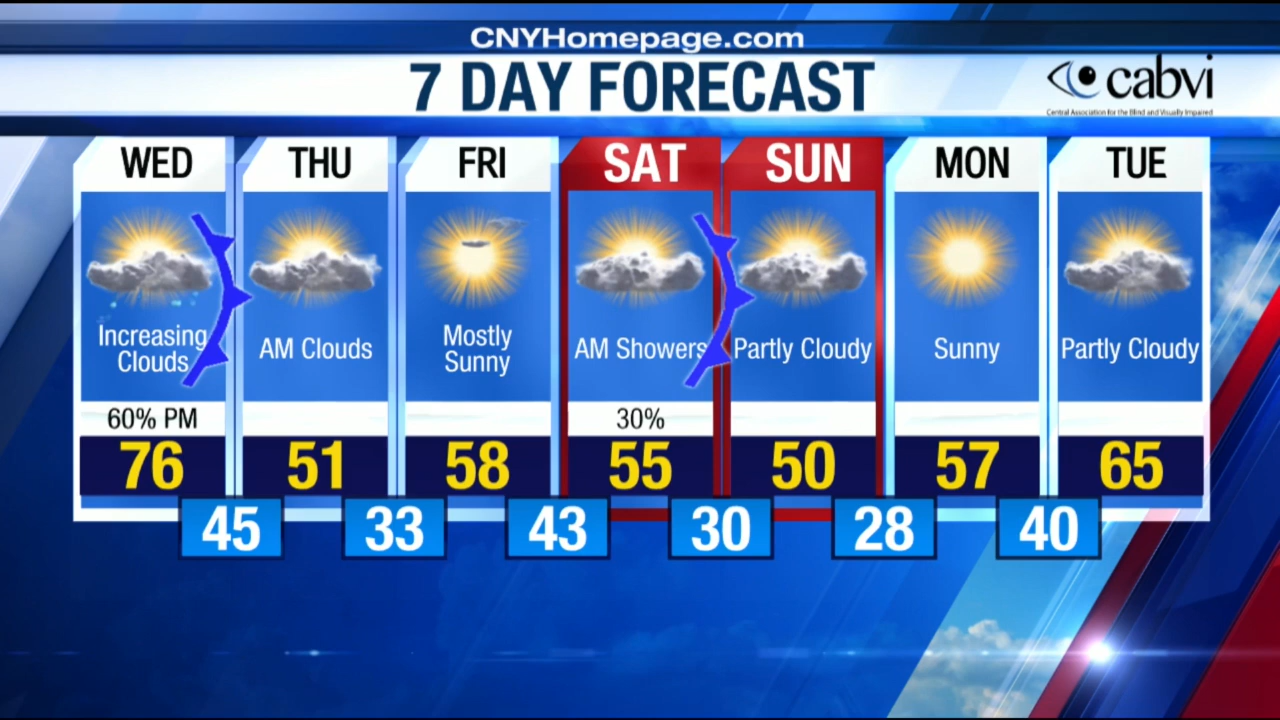 CNYHomepage.com
7 DAY FORECAST
cabvi
Central Association for the Blind and Visually Impaired
WED THU FRI SAT SUN MON TUE
Increasing Clouds
AM Clouds
Mostly Sunny
AM Showers
Partly Cloudy
Sunny
Partly Cloudy
60% PM 30%
76 51 58 55 50 57 65
45 33 43 30 28 40